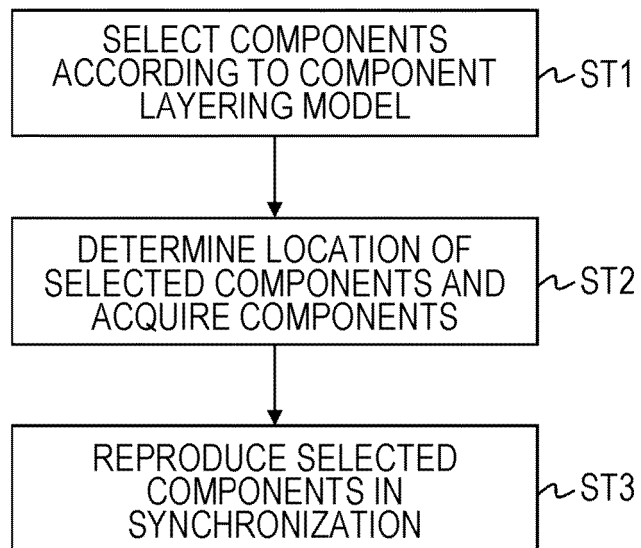 SELECT COMPONENTS
ACCORDING TO COMPONENT
LAYERING MODEL
ST1
DETERMINE LOCATION OF
SELECTED COMPONENTS AND
ACQUIRE COMPONENTS
ST2
REPRODUCE SELECTED
COMPONENTS IN
SYNCHRONIZATION
ST3